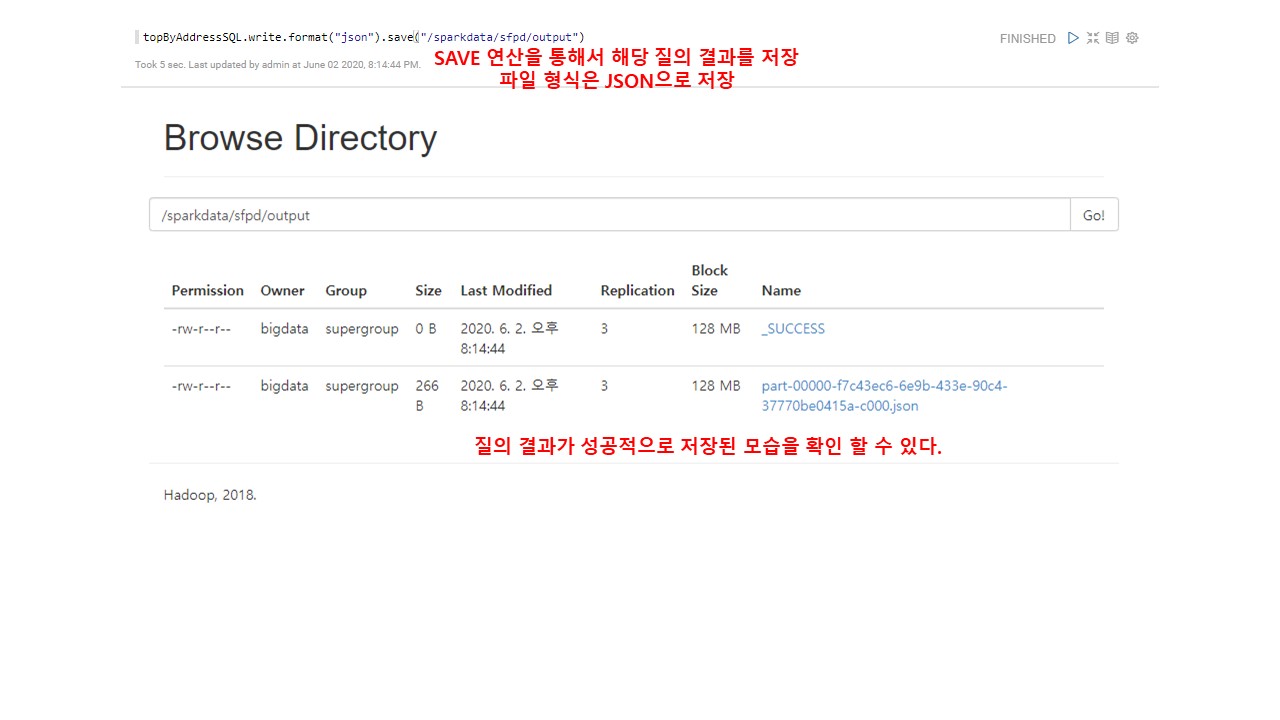 topByAddressSQL.write.format("json").save("/sparkdata/sfpd/output")
FINISHED
Took 5 sec. Last updated by admin at June 02 2020, 8:14:44 PM.
SAVE 연산을 통해서 해당 질의 결과를 저장
파일 형식은 JSON으로 저장
Browse Directory
/sparkdata/sfpd/output Go!
Permission Owner Group Size Last Modified Replication Block Size Name
-rw-r--r-- bigdata supergroup 0 B 2020. 6. 2. 오후 3 128 MB _SUCCESS
8:14:44
-rw-r--r-- bigdata supergroup 266 2020. 6. 2. 오후 3 128 MB part-00000-f7c43ec6-6e9b-433e-90c4-
B 8:14:44 37770be0415a-c000.json
질의 결과가 성공적으로 저장된 모습을 확인 할 수 있다.
Hadoop, 2018.